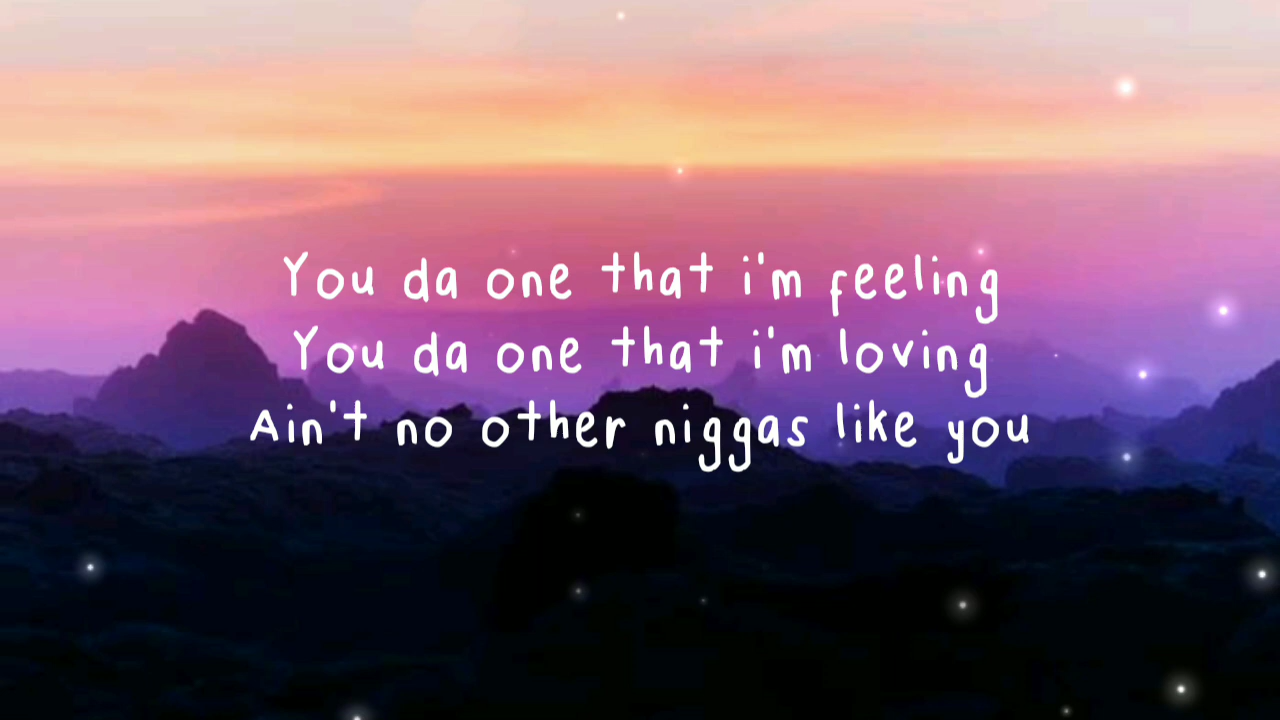 You da one that i'm feeling
You da one that i'm loving
Ain't no other niggas like you